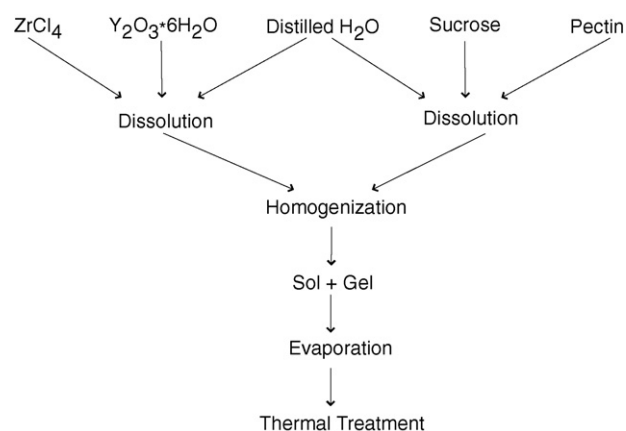 ZrCl4 Y2O3*6H2O Distilled H2O Sucrose Pectin
Dissolution Dissolution
Homogenization
Sol + Gel
Evaporation
Thermal Treatment